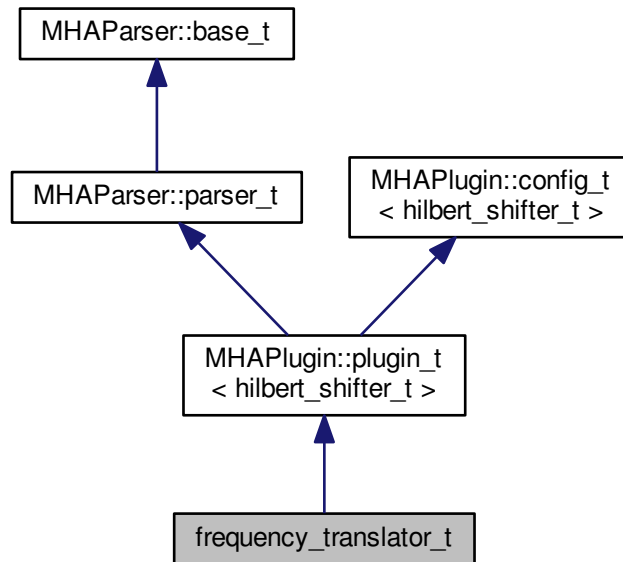 MHAParser::base_t
MHAParser::parser_t
MHAPlugin::config_t
< hilbert_shifter_t >
MHAPlugin::plugin_t
< hilbert_shifter_t >
frequency_translator_t